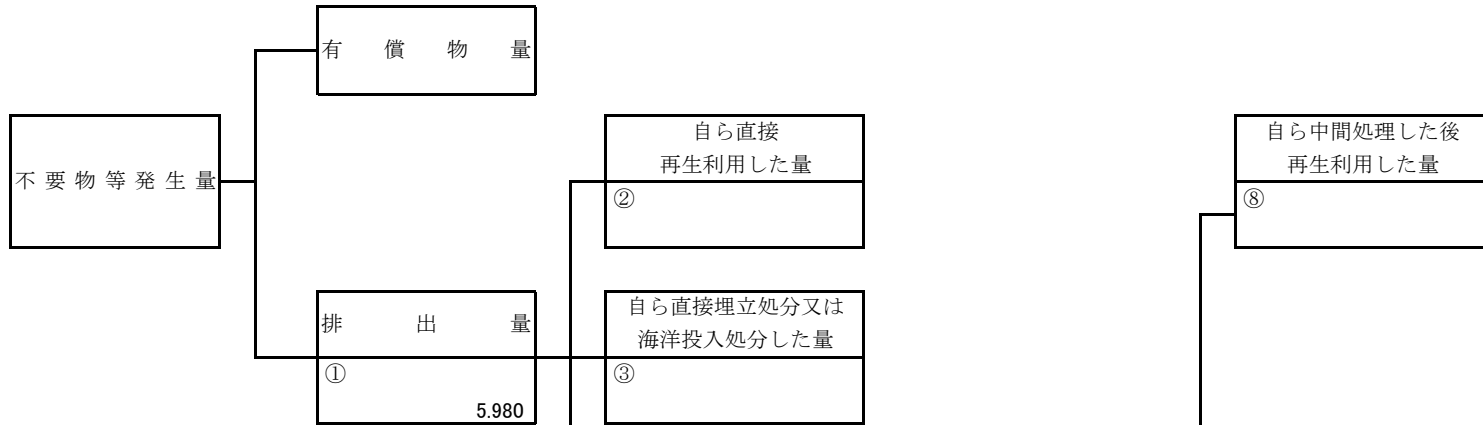 有償物量
自ら直接
再生利用した量
②
自ら中間処理した後
再生利用した量
⑧
不要物等発生量
排出量
①
5.980
自ら直接埋立処分又は
海洋投入処分した量
③